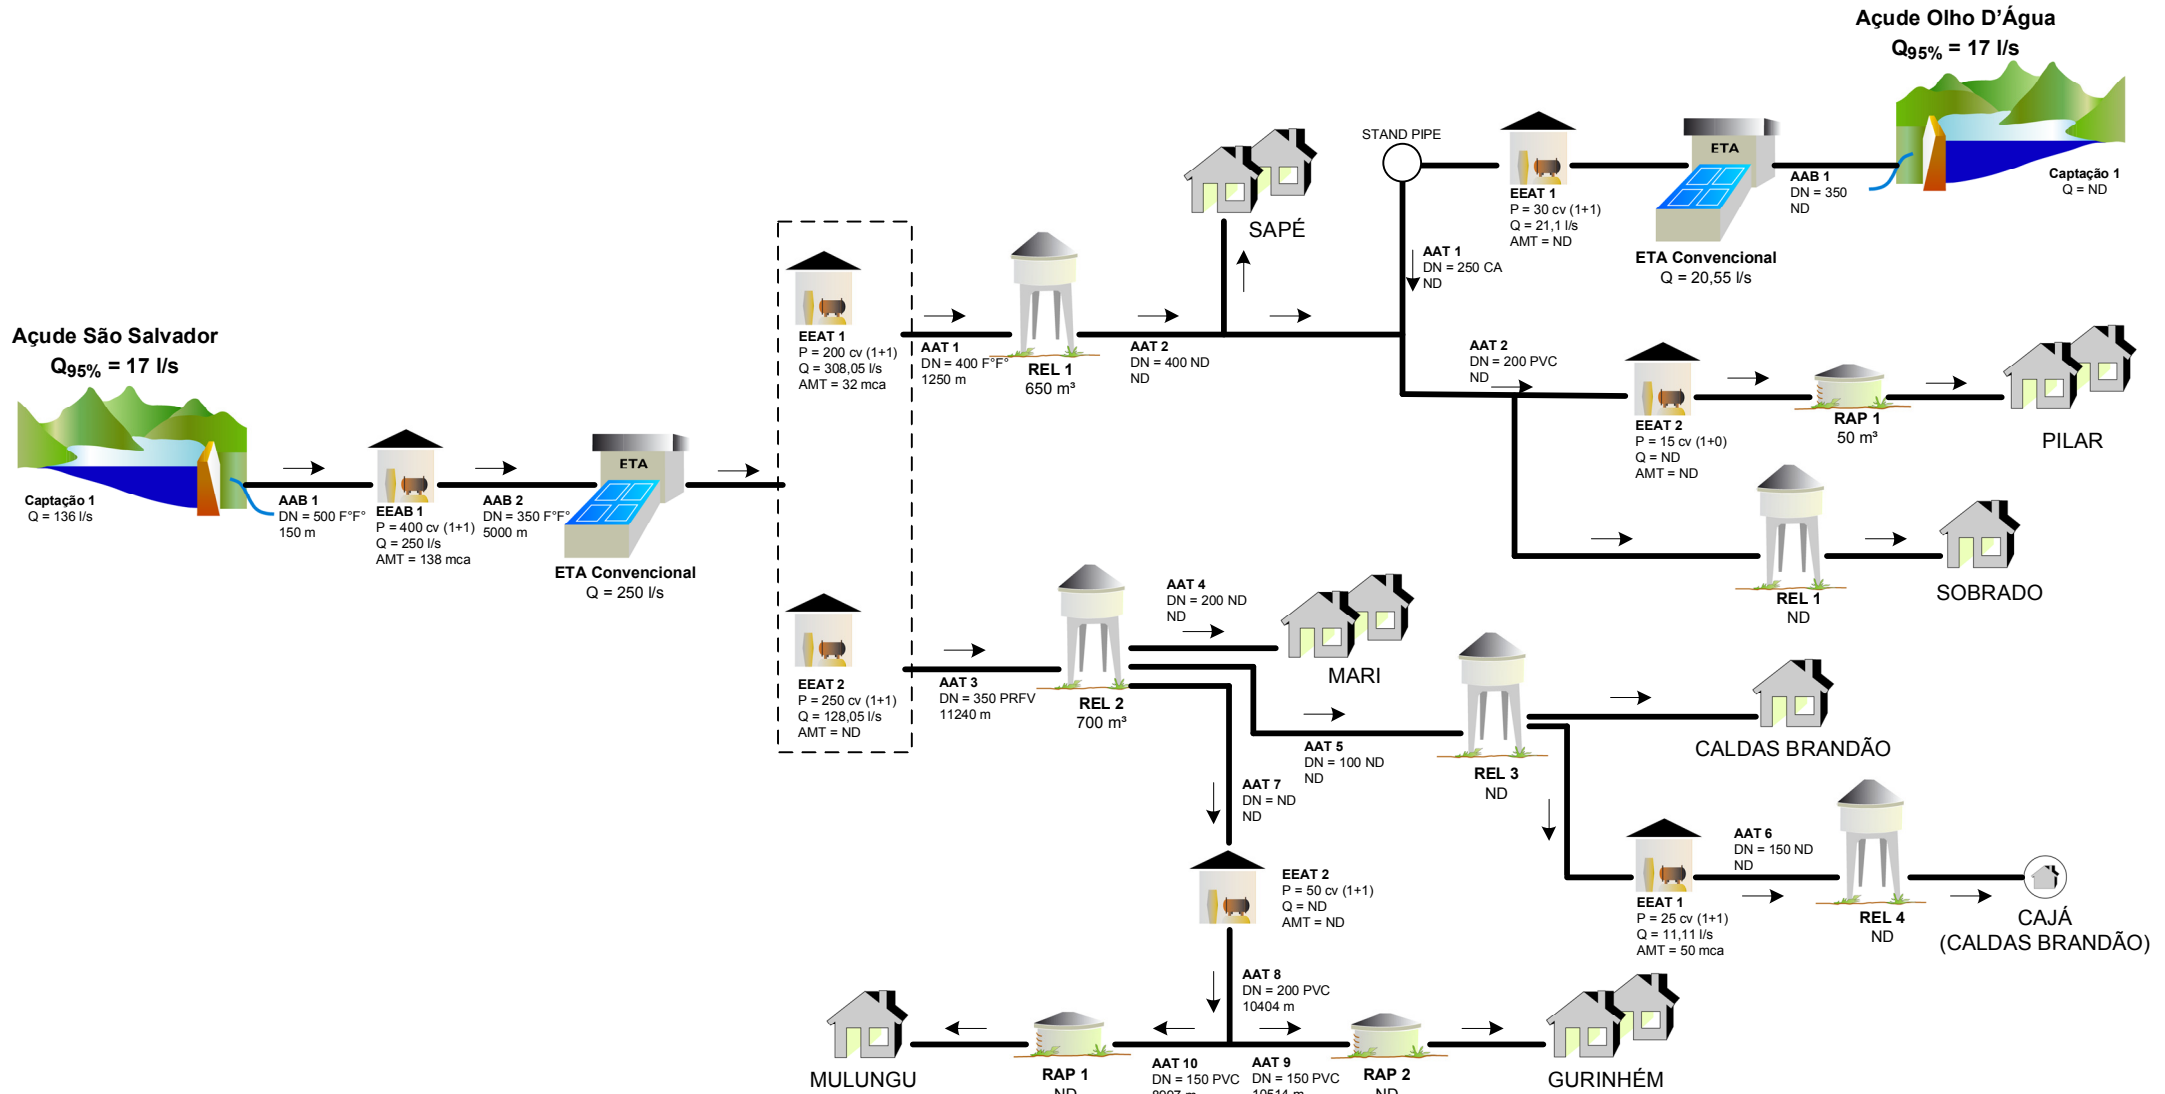 Açude Olho D'Água
Q95% = 17 l/s
Captação 1
Q = ND
AAB 1
DN = 350
ND
ETA
ETA Convencional
Q = 20,55 l/s
EEAT 1
P = 30 cv (1+1)
Q = 21,1 l/s
AMT = ND
STAND PIPE
AAT 1
DN = 250 CA
ND
SAPÉ
Açude São Salvador
Q95% = 17 l/s
Captação 1
Q = 136 l/s
AAB 1
DN = 500 F°F°
150 m
EEAB 1
P = 400 cv (1+1)
Q = 250 l/s
AMT = 138 mca
AAB 2
DN = 350 F°F°
5000 m
ETA
ETA Convencional
Q = 250 l/s
EEAT 1
P = 200 cv (1+1)
Q = 308,05 l/s
AMT = 32 mca
AAT 1
DN = 400 F°F°
1250 m
REL 1
650 m³
AAT 2
DN = 400 ND
ND
AAT 2
DN = 200 PVC
ND
EEAT 2
P = 15 cv (1+0)
Q = ND
AMT = ND
RAP 1
50 m³
PILAR
REL 1
ND
SOBRADO
EEAT 2
P = 250 cv (1+1)
Q = 128,05 l/s
AMT = ND
AAT 3
DN = 350 PRFV
11240 m
REL 2
700 m³
AAT 4
DN = 200 ND
ND
MARI
AAT 5
DN = 100 ND
ND
REL 3
ND
CALDAS BRANDÃO
AAT 7
DN = ND
ND
EEAT 1
P = 25 cv (1+1)
Q = 11,11 l/s
AMT = 50 mca
AAT 6
DN = 150 ND
ND
REL 4
ND
CAJÁ
(CALDAS BRANDÃO)
EEAT 2
P = 50 cv (1+1)
Q = ND
AMT = ND
AAT 8
DN = 200 PVC
10404 m
MULUNGU
RAP 1
ND
AAT 10
DN = 150 PVC
AAT 9
DN = 150 PVC
RAP 2
ND
GURINHÉM